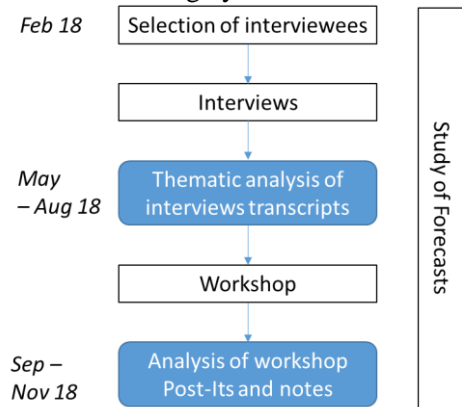 Feb 18
Selection of interviewees
Interviews
May
– Aug 18
Thematic analysis of
interviews transcripts
Workshop
Sep –
Nov 18
Analysis of workshop
Post-Its and notes
Study of Forecasts